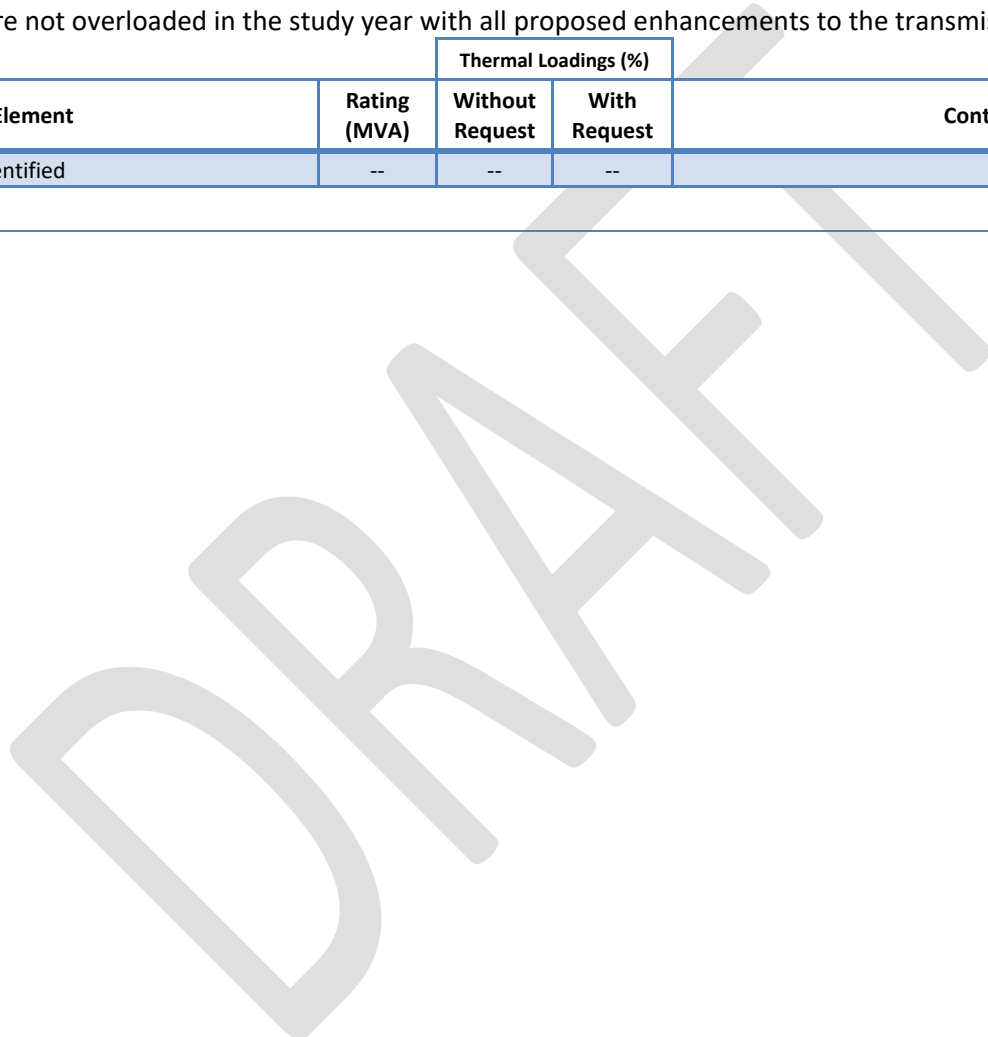 re not overloaded in the study year with all proposed enhancements to the transmis
Thermal Loadings (%)
Element Rating (MVA) Without Request With Request Cont
entified -- -- --
DRAFT